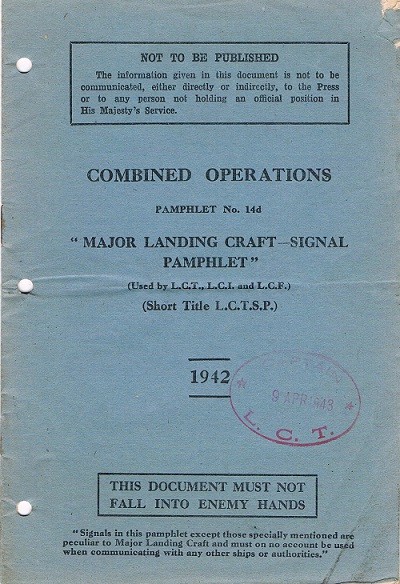 NOT TO BE PUBLISHED
The information given in this document is not to be
communicated, either directly or indirectly, to the Press
or to any person not holding an official position in
His Majesty's Service.
COMBINED OPERATIONS
PAMPHLET No. 14d
" MAJOR LANDING CRAFT—SIGNAL
PAMPHLET "
(Used by L.C.T., L.C.I. and L.C.F.)
(Short Title L.C.T.S.P.)
1942
CAPTAIN
9 APR 1943
L. C. T.
THIS DOCUMENT MUST NOT
FALL INTO ENEMY HANDS
"Signals in this pamphlet except those specially mentioned are
peculiar to Major Landing Craft and must on no account be used
when communicating with any other ships or authorities."